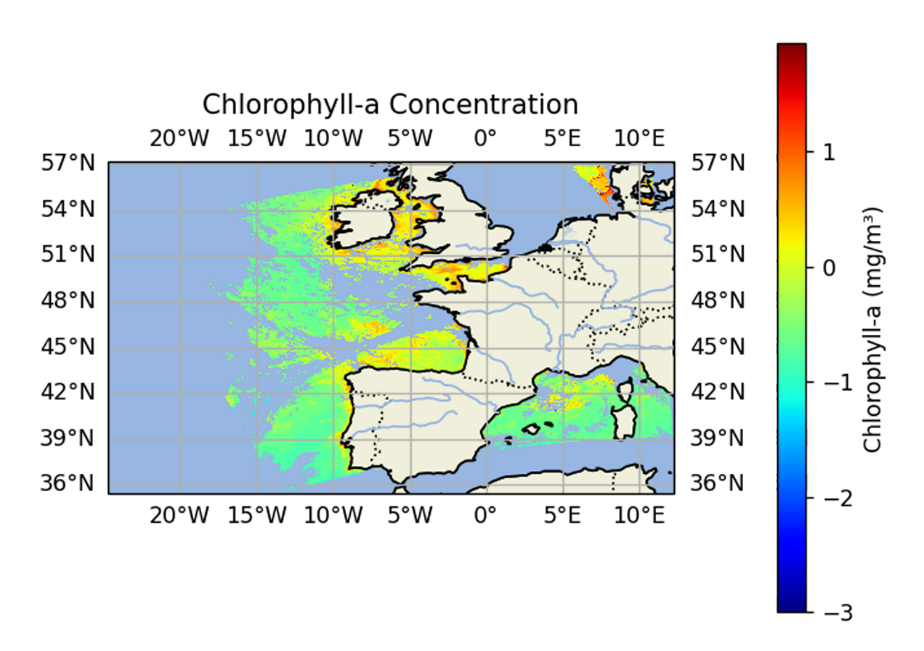 Chlorophyll-a Concentration
20°W 15°W 10°W 5°W 0° 5°E 10°E
57°N 57°N
54°N 54°N
51°N 51°N
48°N 48°N
45°N 45°N
42°N 42°N
39°N 39°N
36°N 36°N
20°W 15°W 10°W 5°W 0° 5°E 10°E
1
0
−1
−2
−3
Chlorophyll-a (mg/m³)